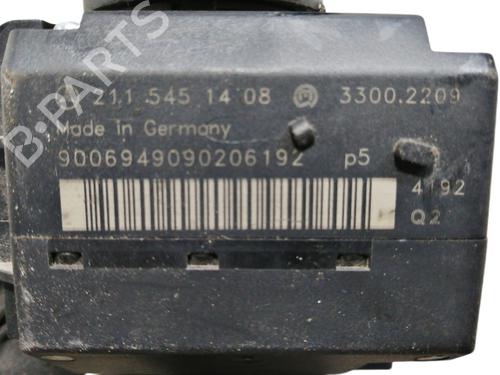 211 545 14 08 3300.2209
Made in Germany
9006949090206192 p5
4192
Q2
B-PARTS